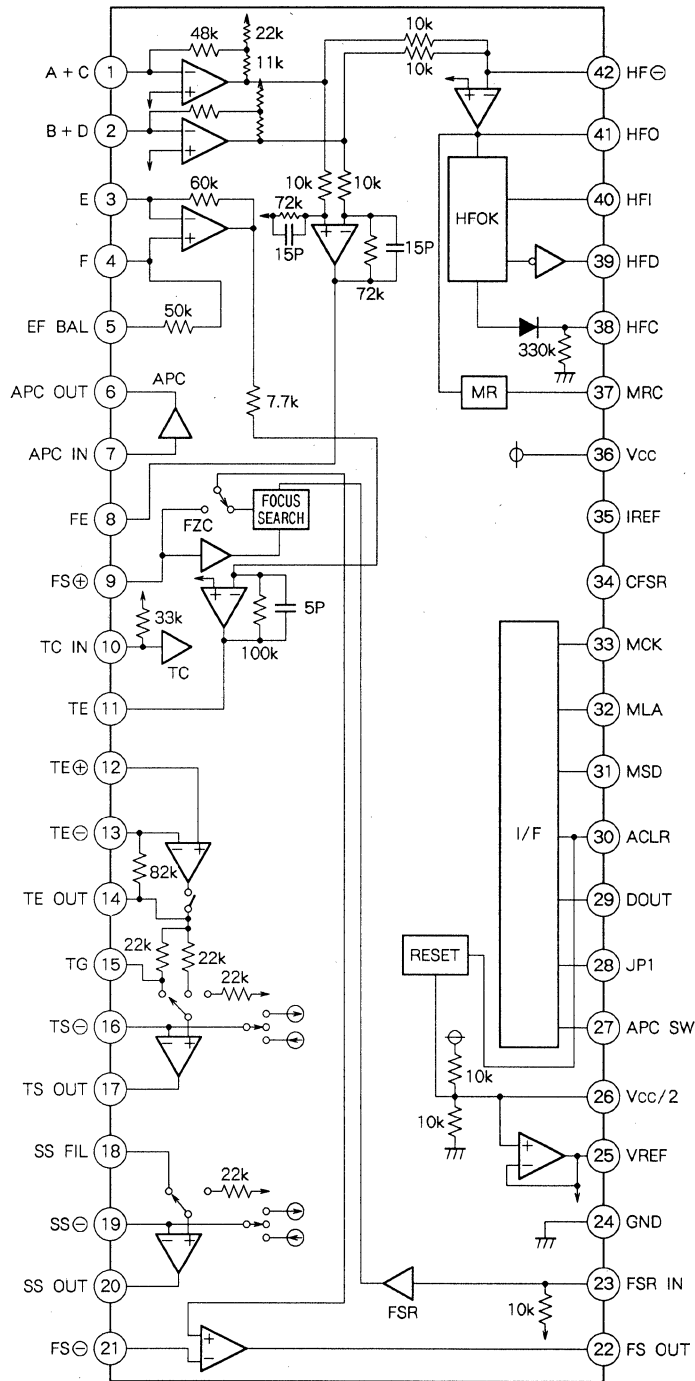 A + C 1
B + D 2
E 3
F 4
EF BAL 5
APC OUT 6
APC IN 7
FE 8
FS⊕ 9
TC IN 10
TE 11
TE⊕ 12
TE⊖ 13
TE OUT 14
TG 15
TS⊖ 16
TS OUT 17
SS FIL 18
SS⊖ 19
SS OUT 20
FS⊖ 21
42 HF⊖
41 HFO
40 HFI
39 HFD
38 HFC
37 MRC
36 Vcc
35 IREF
34 CFSR
33 MCK
32 MLA
31 MSD
30 ACLR
29 DOUT
28 JP1
27 APC SW
26 Vcc/2
25 VREF
24 GND
23 FSR IN
22 FS OUT
48k
22k
11k
10k
10k
60k
10k
10k
72k
15P
15P
72k
50k
APC
7.7k
HFOK
330k
MR
FOCUS
SEARCH
FZC
33k
TC
5P
100k
82k
22k
22k
22k
I/F
RESET
10k
10k
22k
FSR
10k
− +
− +
+ −
+ −
+ −
− +
− +
+ −
− +
+ −